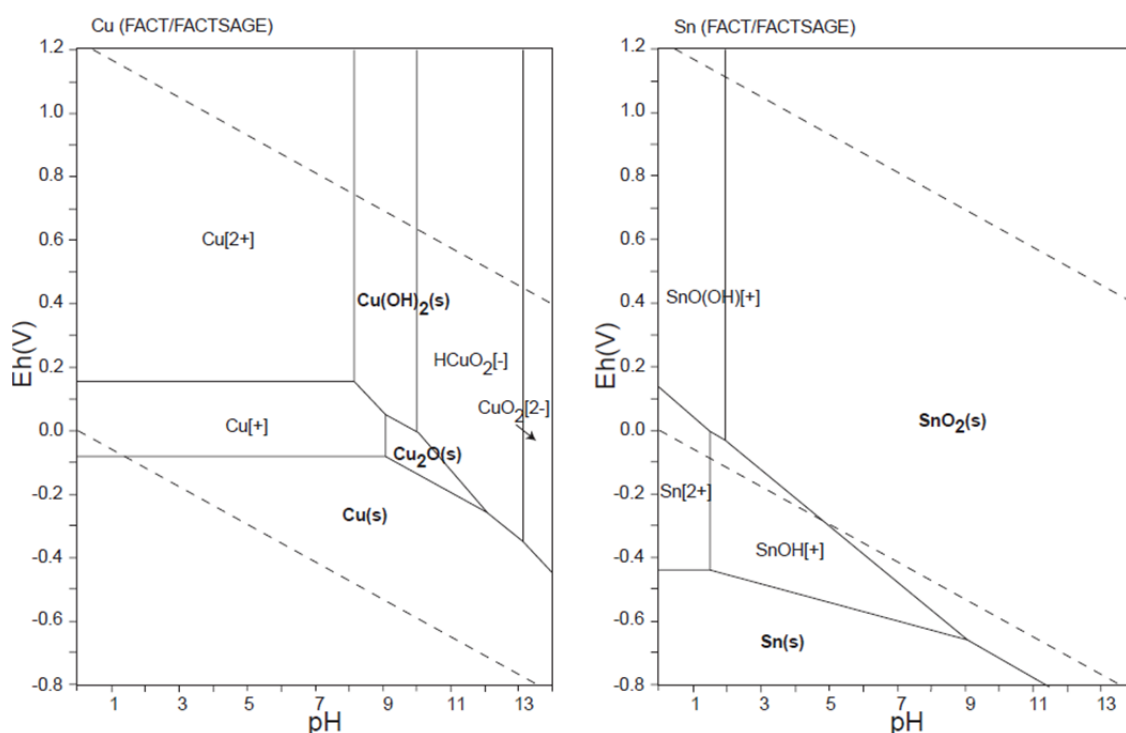 Cu (FACT/FACTSAGE)
1.2
1.0
0.8
0.6
0.4
0.2
0.0
-0.2
-0.4
-0.6
-0.8
Eh(V)
Cu[2+]
Cu(OH)2(s)
HCuO2[-]
CuO2[2-]
Cu[+]
Cu2O(s)
Cu(s)
1 3 5 7 9 11 13
pH
Sn (FACT/FACTSAGE)
1.2
1.0
0.8
0.6
0.4
0.2
0.0
-0.2
-0.4
-0.6
-0.8
Eh(V)
SnO(OH)[+]
SnO2(s)
Sn[2+]
SnOH[+]
Sn(s)
1 3 5 7 9 11 13
pH